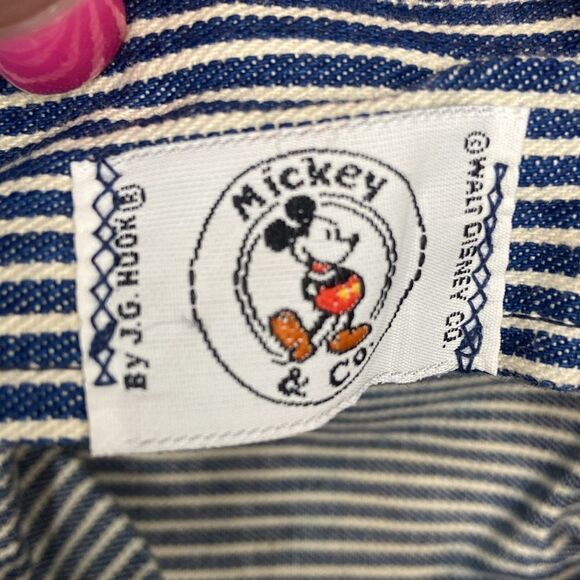 Mickey
& Co.
By J.G. HOOK®
© WALT DISNEY CO.